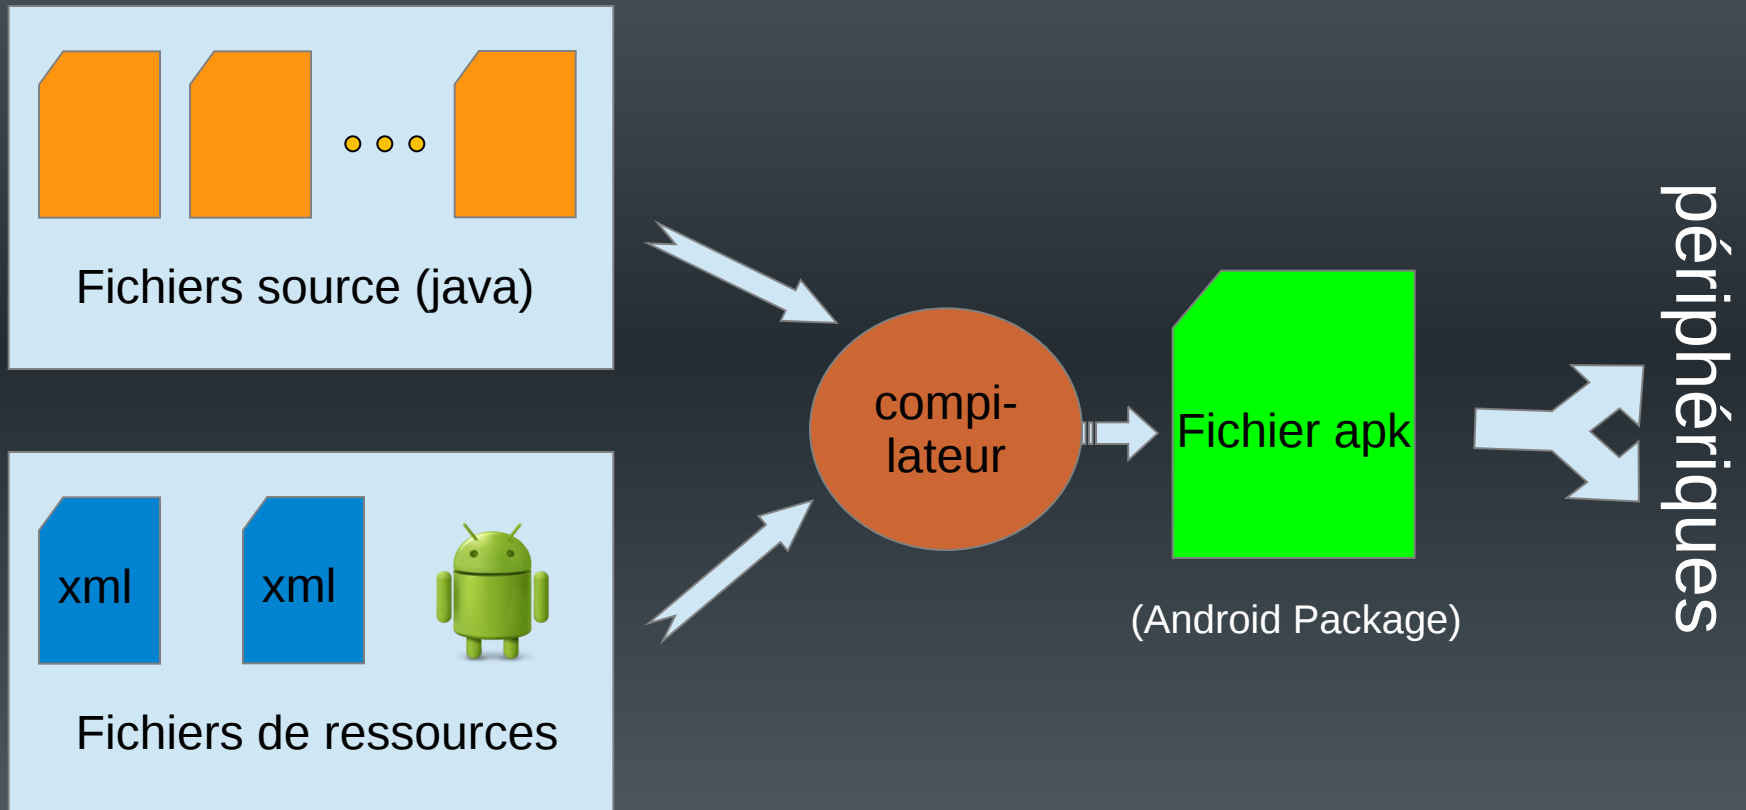 Fichiers source (java)
xml
xml
Fichiers de ressources
compi-
lateur
Fichier apk
(Android Package)
périphériques